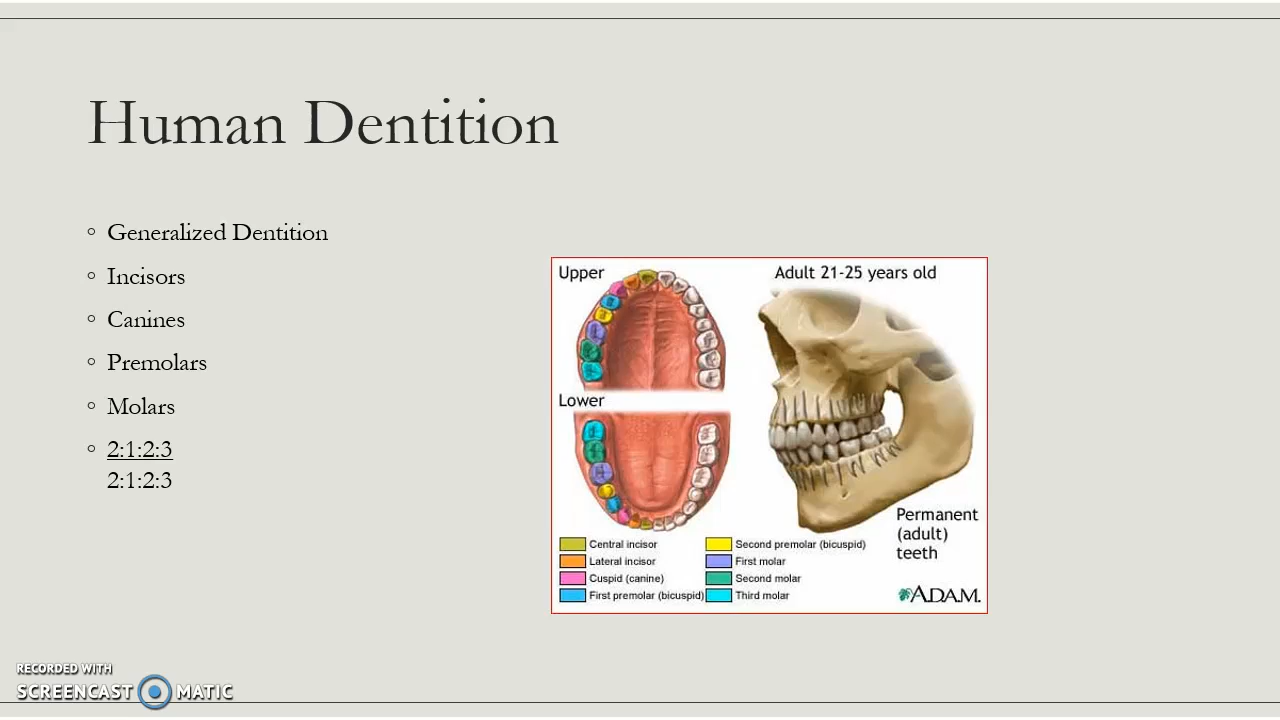 Human Dentition
◦ Generalized Dentition
◦ Incisors
◦ Canines
◦ Premolars
◦ Molars
◦ 2:1:2:3
2:1:2:3
Upper
Adult 21-25 years old
Lower
Permanent
(adult)
teeth
Central incisor
Lateral incisor
Cuspid (canine)
First premolar (bicuspid)
Second premolar (bicuspid)
First molar
Second molar
Third molar
A.D.A.M.
RECORDED WITH
SCREENCAST MATIC